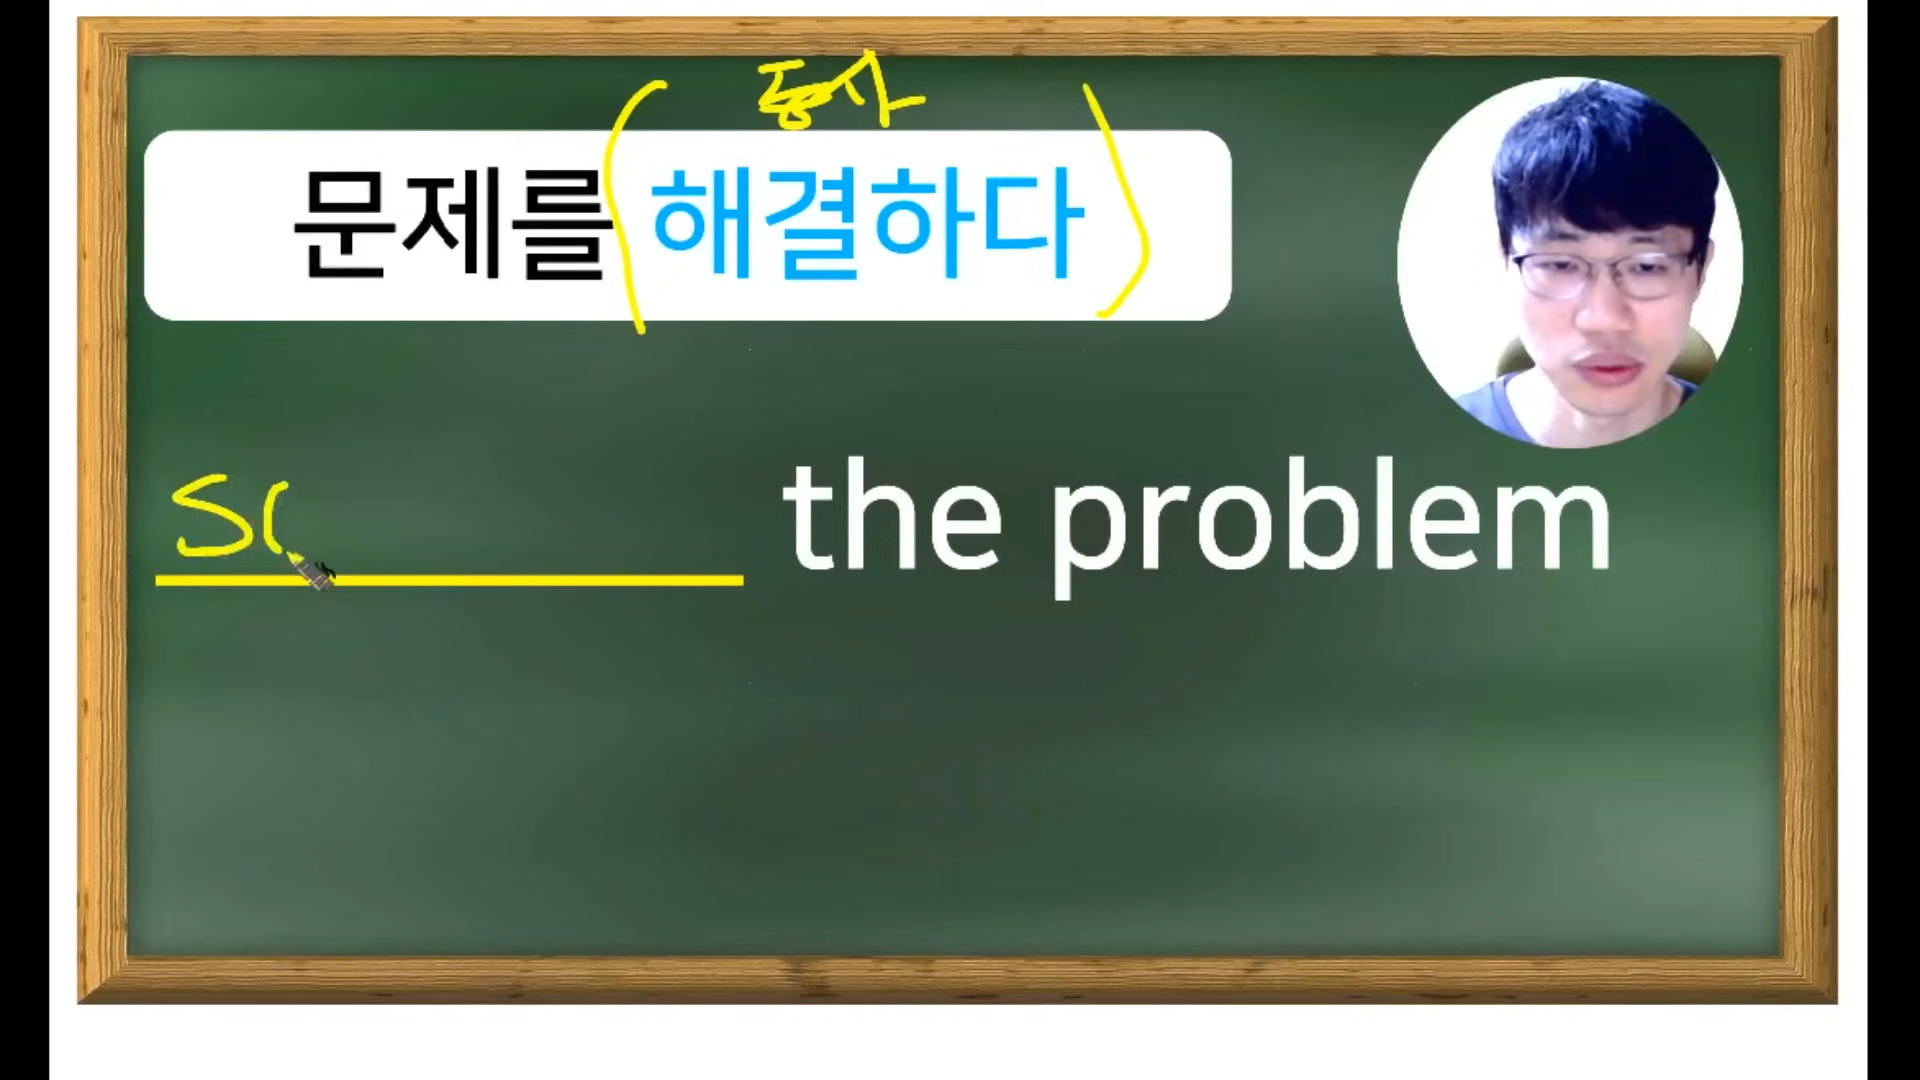 동사
문제를 해결하다
the problem